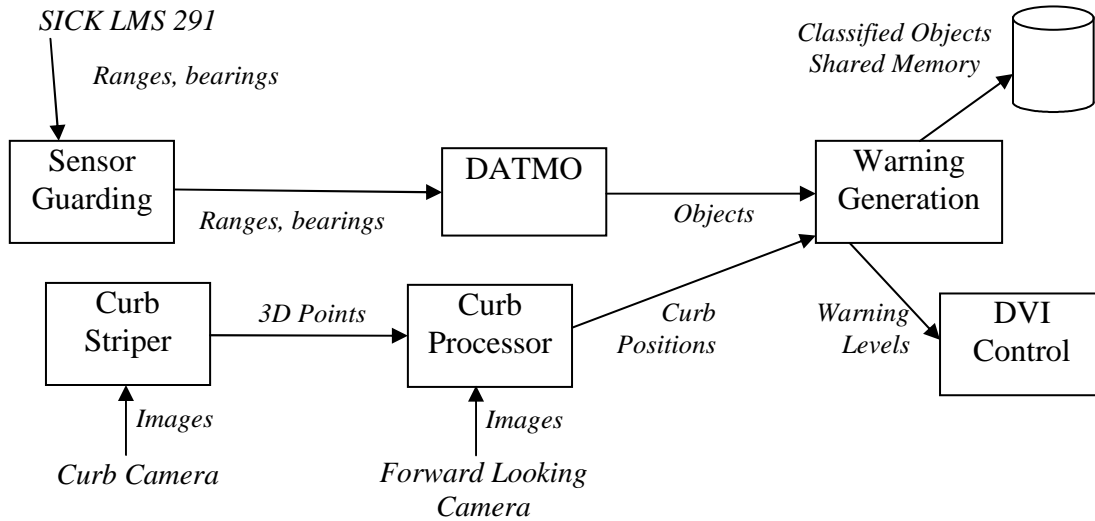 SICK LMS 291
Ranges, bearings
Classified Objects
Shared Memory
Sensor
Guarding
Ranges, bearings
DATMO
Objects
Warning
Generation
Curb
Striper
3D Points
Curb
Processor
Curb
Positions
Warning
Levels
DVI
Control
Images
Images
Curb Camera
Forward Looking
Camera